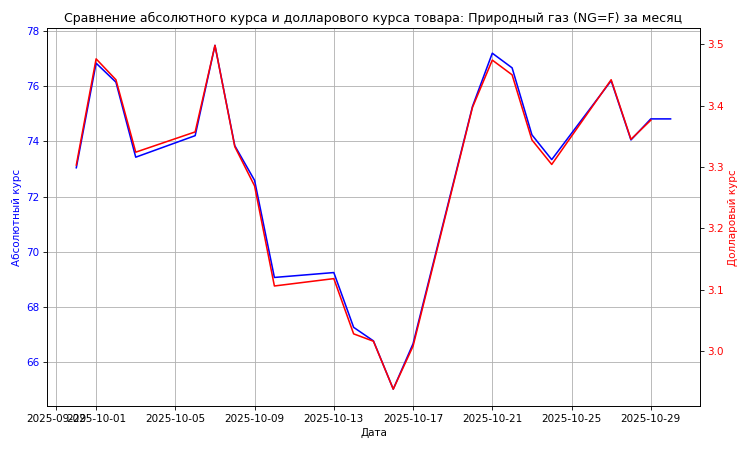 Сравнение абсолютного курса и долларового курса товара: Природный газ (NG=F) за месяц
78
76
74
72
70
68
66
Абсолютный курс
3.5
3.4
3.3
3.2
3.1
3.0
Долларовый курс
2025-09-29 2025-10-01 2025-10-05 2025-10-09 2025-10-13 2025-10-17 2025-10-21 2025-10-25 2025-10-29
Дата